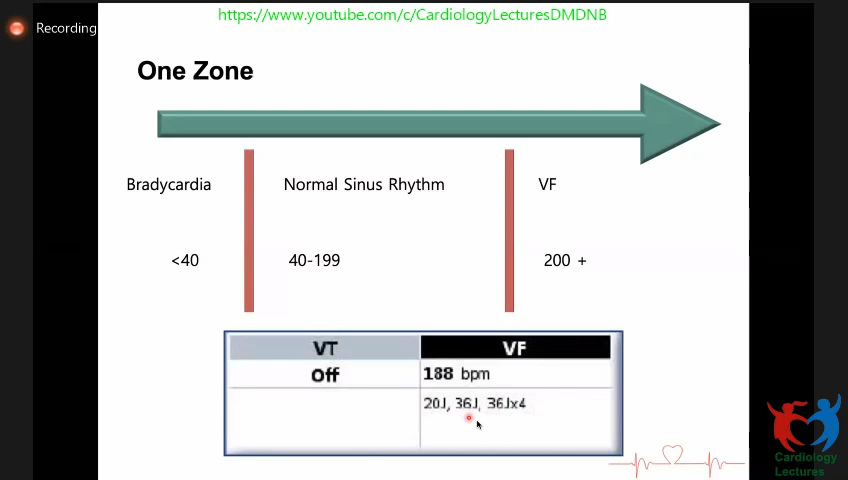 https://www.youtube.com/c/CardiologyLecturesDMDNB
Recording
One Zone
Bradycardia Normal Sinus Rhythm VF
<40 40-199 200 +
VT VF
Off 188 bpm
20J, 36J, 36Jx4
Cardiology
Lectures